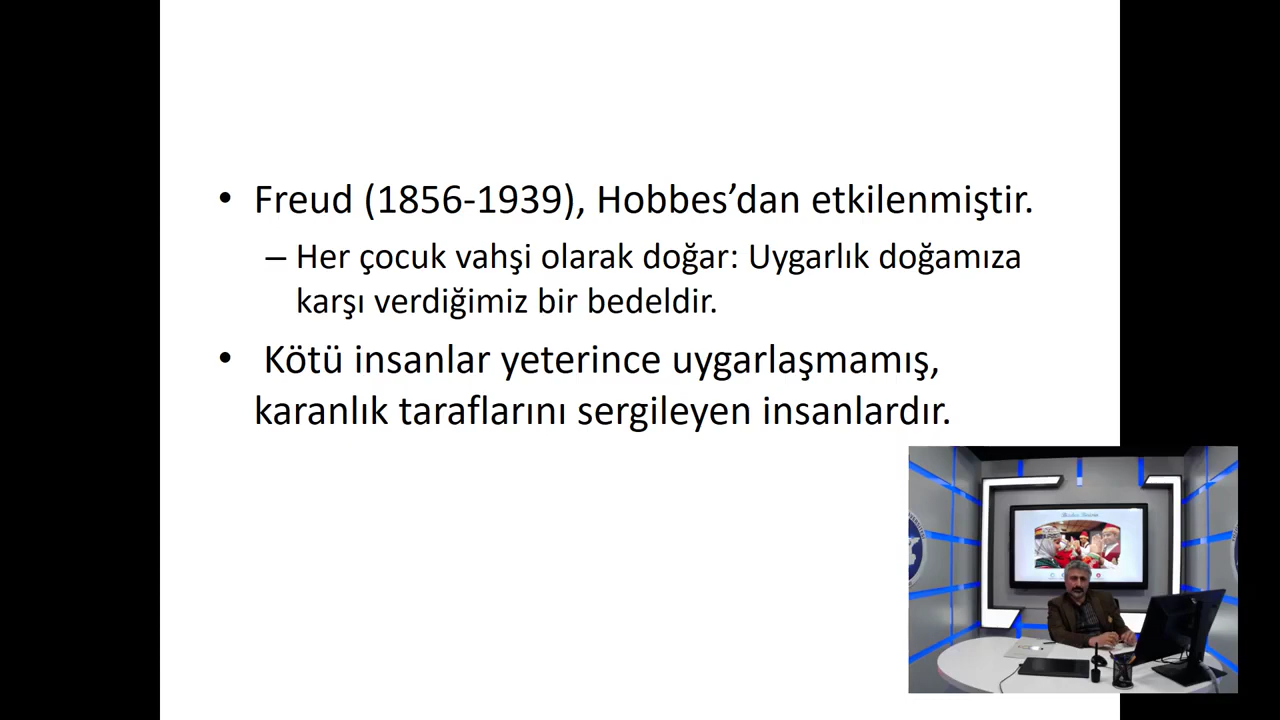 • Freud (1856-1939), Hobbes’dan etkilenmiştir.
– Her çocuk vahşi olarak doğar: Uygarlık doğamıza
karşı verdiğimiz bir bedeldir.
• Kötü insanlar yeterince uygarlaşmamış,
karanlık taraflarını sergileyen insanlardır.